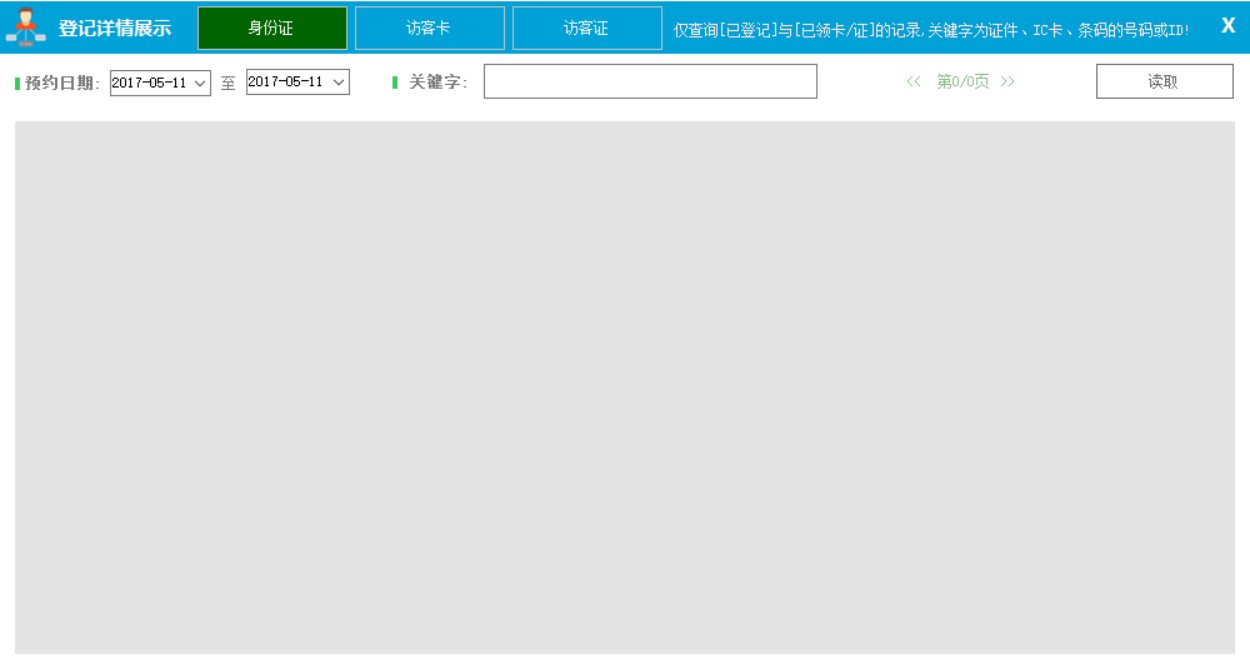 登记详情展示 身份证 访客卡 访客证 仅查询[已登记]与[已领卡/证]的记录,关键字为证件、IC卡、条码的号码或ID! X
预约日期: 2017-05-11 至 2017-05-11 关键字: << 第0/0页 >> 读取